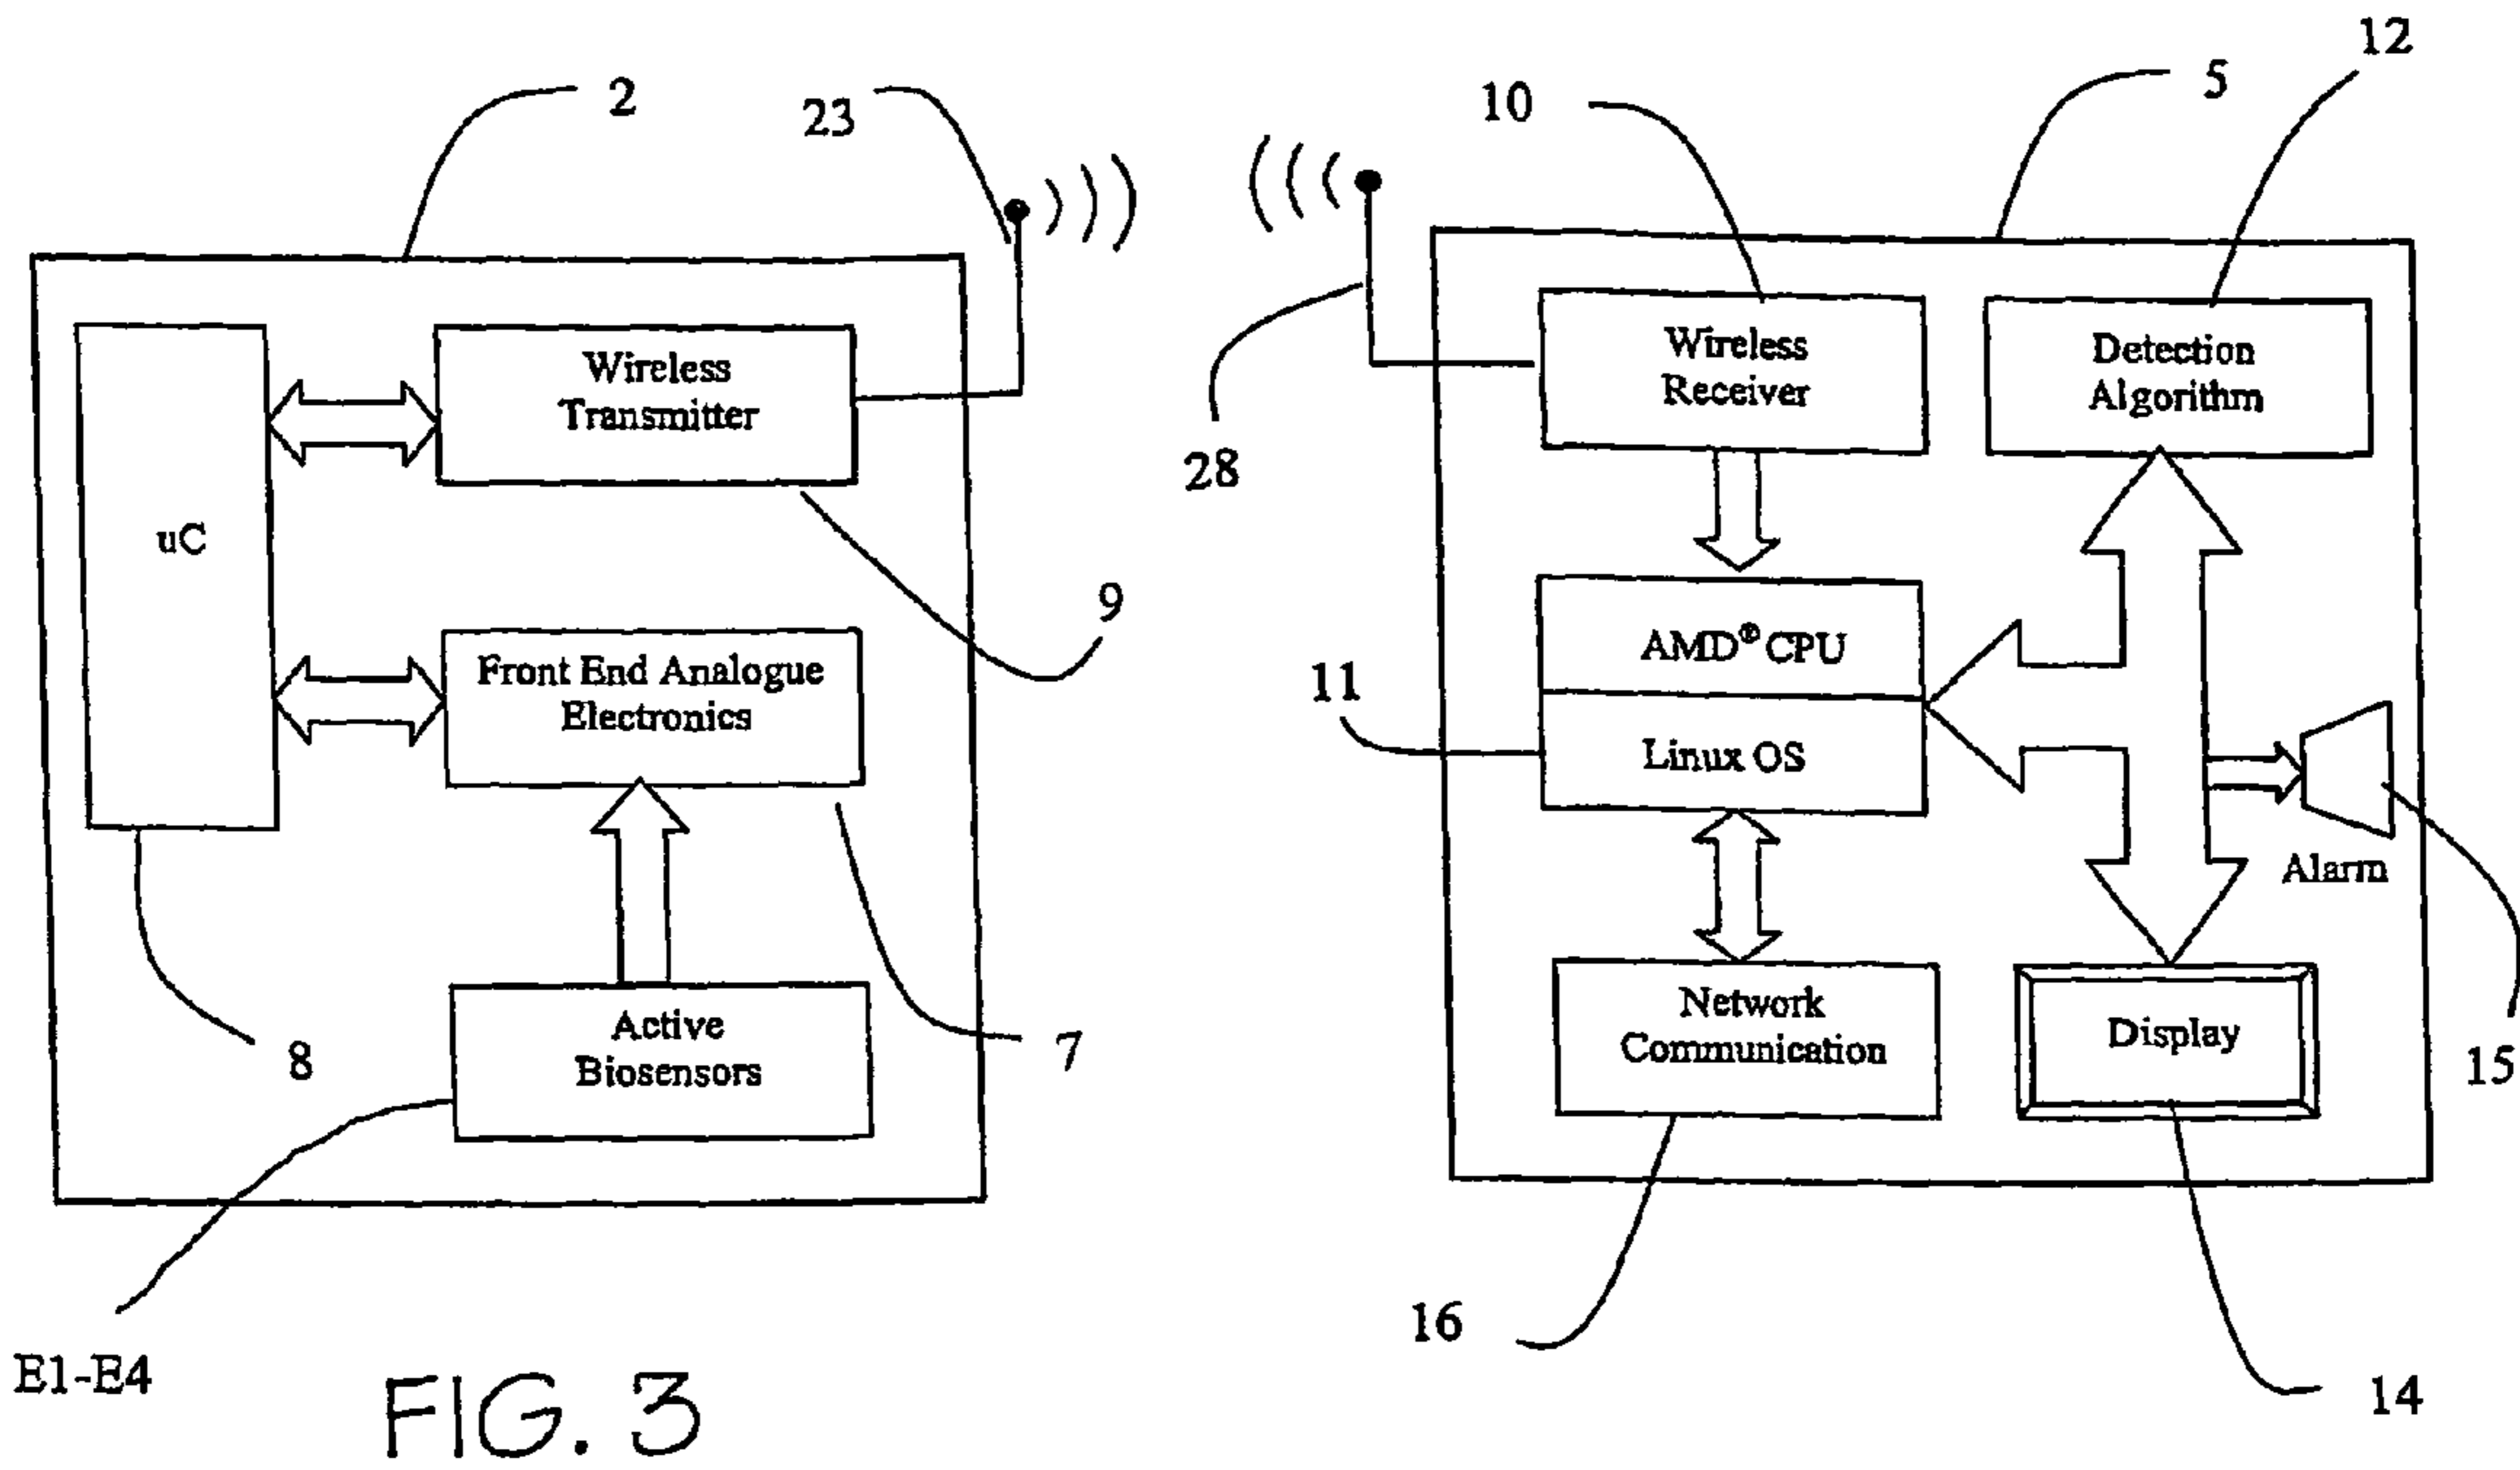 2
23
10
5
12
Wireless
Transmitter
uC
Front End Analogue
Electronics
Active
Biosensors
9
8
7
E1-E4
28
Wireless
Receiver
Detection
Algorithm
AMD® CPU
Linux OS
11
Alarm
Network
Communication
Display
15
16
14
FIG. 3